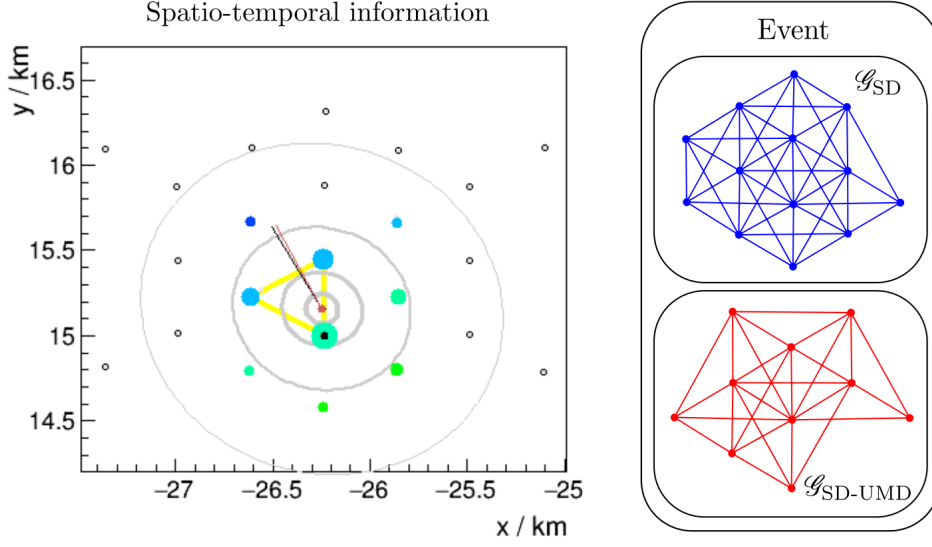 Spatio-temporal information
y / km
16.5
16
15.5
15
14.5
−27
−26.5
−26
−25.5
−25
x / km
Event
𝒢SD
𝒢SD-UMD